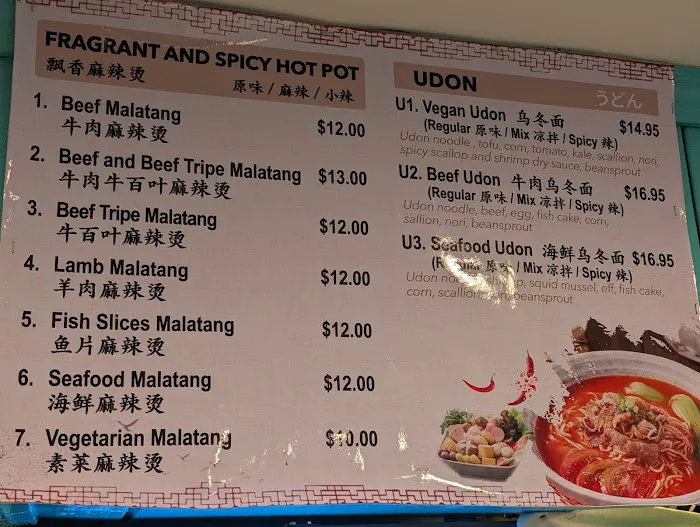 FRAGRANT AND SPICY HOT POT
飘香麻辣烫
原味 / 麻辣 / 小辣
1. Beef Malatang $12.00
牛肉麻辣烫
2. Beef and Beef Tripe Malatang $13.00
牛肉牛百叶麻辣烫
3. Beef Tripe Malatang $12.00
牛百叶麻辣烫
4. Lamb Malatang $12.00
羊肉麻辣烫
5. Fish Slices Malatang $12.00
鱼片麻辣烫
6. Seafood Malatang $12.00
海鲜麻辣烫
7. Vegetarian Malatang $10.00
素菜麻辣烫
UDON
うどん
U1. Vegan Udon 乌冬面 $14.95
(Regular 原味 / Mix 凉拌 / Spicy 辣)
Udon noodle, tofu, corn, tomato, kale, scallion, nori,
spicy scallop and shrimp dry sauce, beansprout
U2. Beef Udon 牛肉乌冬面 $16.95
(Regular 原味 / Mix 凉拌 / Spicy 辣)
Udon noodle, beef, egg, fish cake, corn,
sallion, nori, beansprout
U3. Seafood Udon 海鲜乌冬面 $16.95
(Regular 原味 / Mix 凉拌 / Spicy 辣)
Udon squid mussel, eff, fish cake,
corn, scallion, beansprout